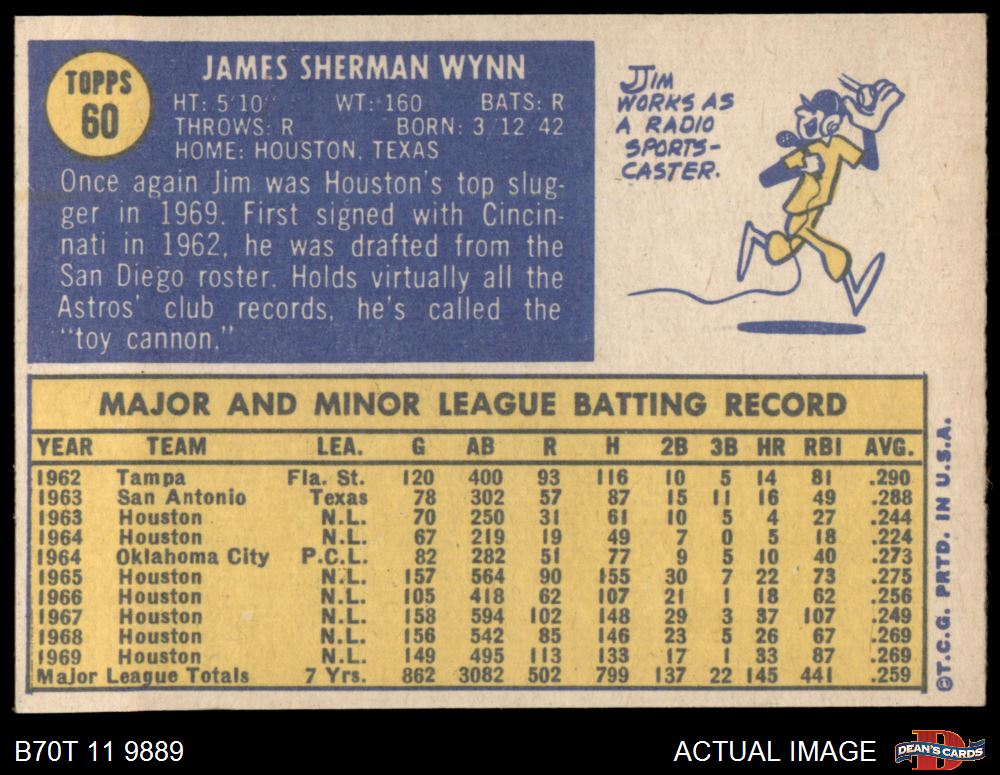 TOPPS
60
JAMES SHERMAN WYNN
HT: 5'10" WT: 160 BATS: R
THROWS: R BORN: 3 12 42
HOME: HOUSTON, TEXAS
Once again Jim was Houston's top slug-
ger in 1969. First signed with Cincin-
nati in 1962, he was drafted from the
San Diego roster. Holds virtually all the
Astros' club records, he's called the
"toy cannon."
JIM
WORKS AS
A RADIO
SPORTS-
CASTER.
MAJOR AND MINOR LEAGUE BATTING RECORD
YEAR TEAM LEA. G AB R H 2B 3B HR RBI AVG.
1962 Tampa Fla. St. 120 400 93 116 10 5 14 81 .290
1963 San Antonio Texas 78 302 57 87 15 11 16 49 .288
1963 Houston N.L. 70 250 31 61 10 5 4 27 .244
1964 Houston N.L. 67 219 19 49 7 0 5 18 .224
1964 Oklahoma City P.C.L. 82 282 51 77 9 5 10 40 .273
1965 Houston N.L. 157 564 90 155 30 7 22 73 .275
1966 Houston N.L. 105 418 62 107 21 1 18 62 .256
1967 Houston N.L. 158 594 102 148 29 3 37 107 .249
1968 Houston N.L. 156 542 85 146 23 5 26 67 .269
1969 Houston N.L. 149 495 113 133 17 1 33 87 .269
Major League Totals 7 Yrs. 862 3082 502 799 137 22 145 441 .259
©T.C.G. PRTD. IN U.S.A.
B70T 11 9889
ACTUAL IMAGE
D
DEAN'S CARDS